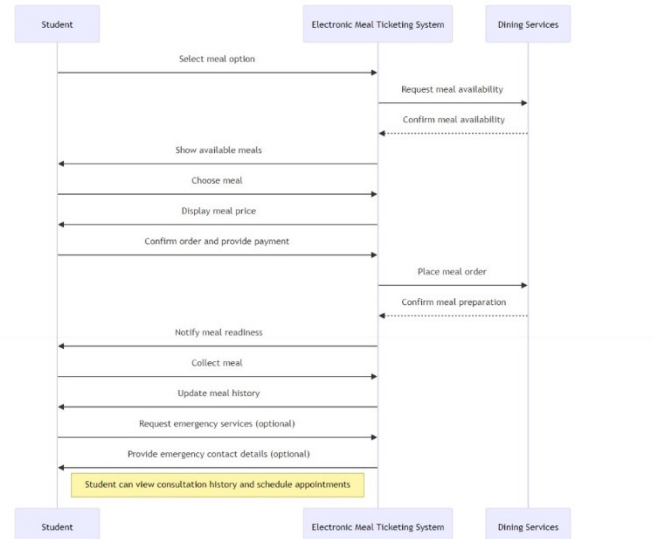 Student
Electronic Meal Ticketing System
Dining Services
Select meal option
Request meal availability
Confirm meal availability
Show available meals
Choose meal
Display meal price
Confirm order and provide payment
Place meal order
Confirm meal preparation
Notify meal readiness
Collect meal
Update meal history
Request emergency services (optional)
Provide emergency contact details (optional)
Student can view consultation history and schedule appointments
Student
Electronic Meal Ticketing System
Dining Services